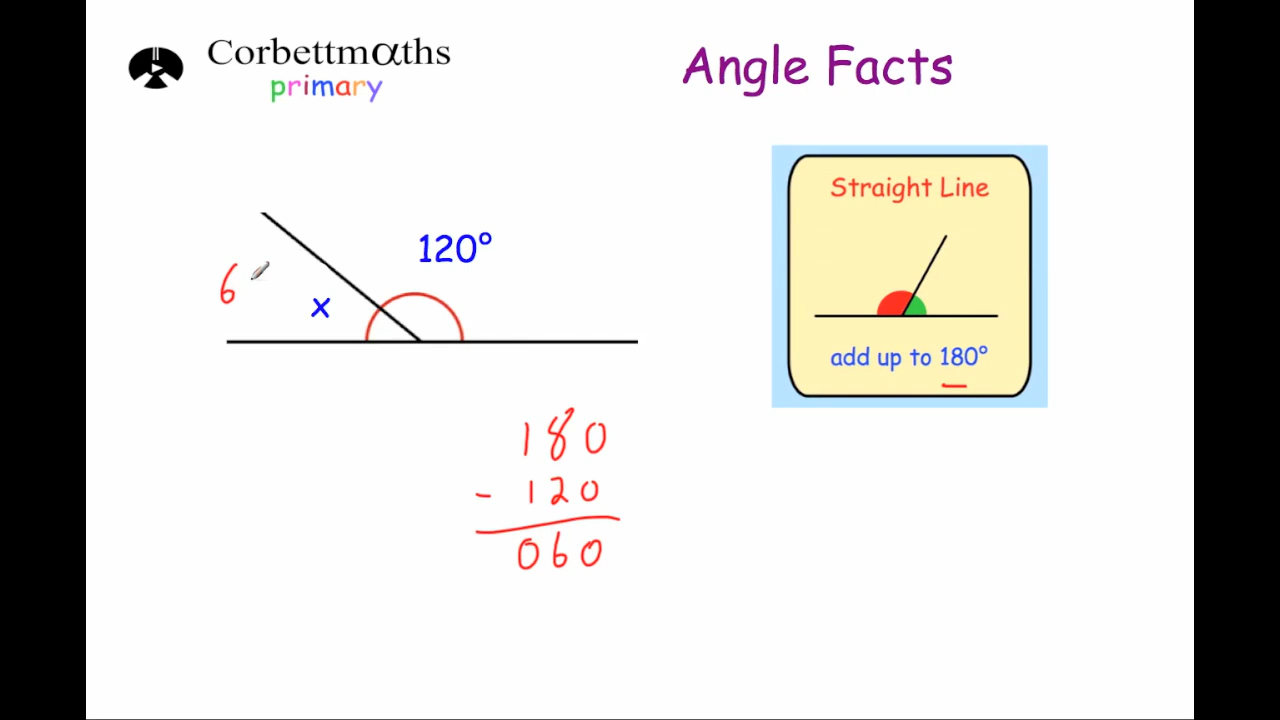 Corbettmαths
primary
Angle Facts
Straight Line
add up to 180°
120°
x
6
180
- 120
060